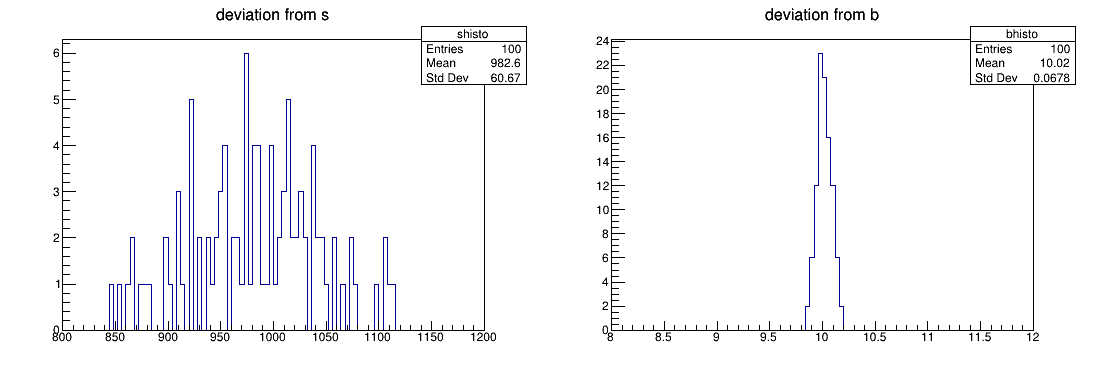 deviation from s
shisto
Entries 100
Mean 982.6
Std Dev 60.67
6
5
4
3
2
1
0
800 850 900 950 1000 1050 1100 1150 1200
deviation from b
bhisto
Entries 100
Mean 10.02
Std Dev 0.0678
24
22
20
18
16
14
12
10
8
6
4
2
0
8 8.5 9 9.5 10 10.5 11 11.5 12